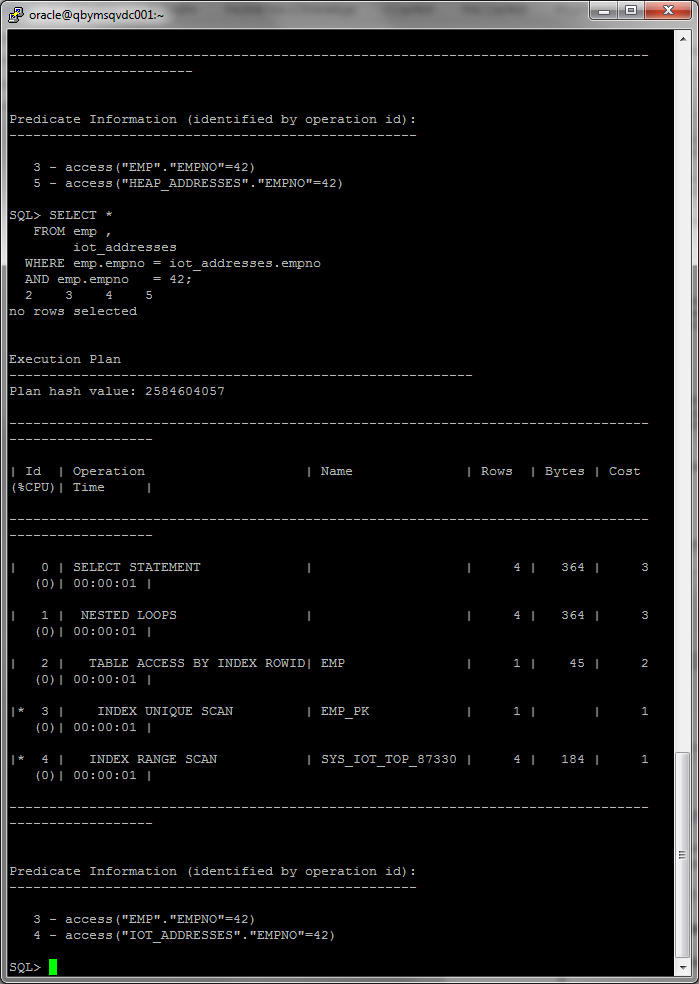 oracle@qbymsqvdc001:~
--------------------------------------------------------------------------------
-----------------------
Predicate Information (identified by operation id):
---------------------------------------------------
   3 - access("EMP"."EMPNO"=42)
   5 - access("HEAP_ADDRESSES"."EMPNO"=42)
SQL> SELECT *
   FROM emp ,
        iot_addresses
  WHERE emp.empno = iot_addresses.empno
  AND emp.empno   = 42;
  2    3    4    5
no rows selected
Execution Plan
----------------------------------------------------------
Plan hash value: 2584604057
--------------------------------------------------------------------------------
------------------
| Id  | Operation                    | Name              | Rows  | Bytes | Cost
(%CPU)| Time     |
--------------------------------------------------------------------------------
------------------
|   0 | SELECT STATEMENT             |                   |     4 |   364 |     3
   (0)| 00:00:01 |
|   1 |  NESTED LOOPS                |                   |     4 |   364 |     3
   (0)| 00:00:01 |
|   2 |   TABLE ACCESS BY INDEX ROWID| EMP               |     1 |    45 |     2
   (0)| 00:00:01 |
|*  3 |    INDEX UNIQUE SCAN         | EMP_PK            |     1 |       |     1
   (0)| 00:00:01 |
|*  4 |   INDEX RANGE SCAN           | SYS_IOT_TOP_87330 |     4 |   184 |     1
   (0)| 00:00:01 |
--------------------------------------------------------------------------------
------------------
Predicate Information (identified by operation id):
---------------------------------------------------
   3 - access("EMP"."EMPNO"=42)
   4 - access("IOT_ADDRESSES"."EMPNO"=42)
SQL>